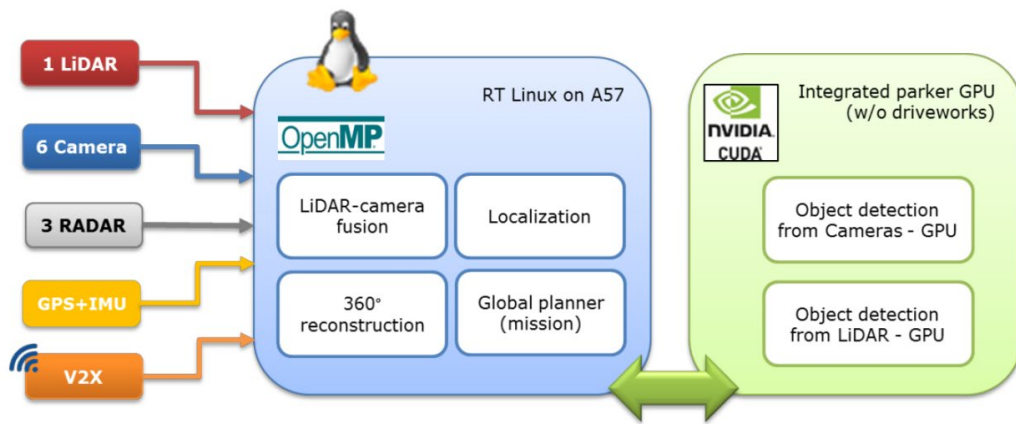 1 LiDAR
6 Camera
3 RADAR
GPS+IMU
V2X
RT Linux on A57
OpenMP
LiDAR-camera
fusion
Localization
360°
reconstruction
Global planner
(mission)
Integrated parker GPU
(w/o driveworks)
NVIDIA.
CUDA
Object detection
from Cameras - GPU
Object detection
from LiDAR - GPU